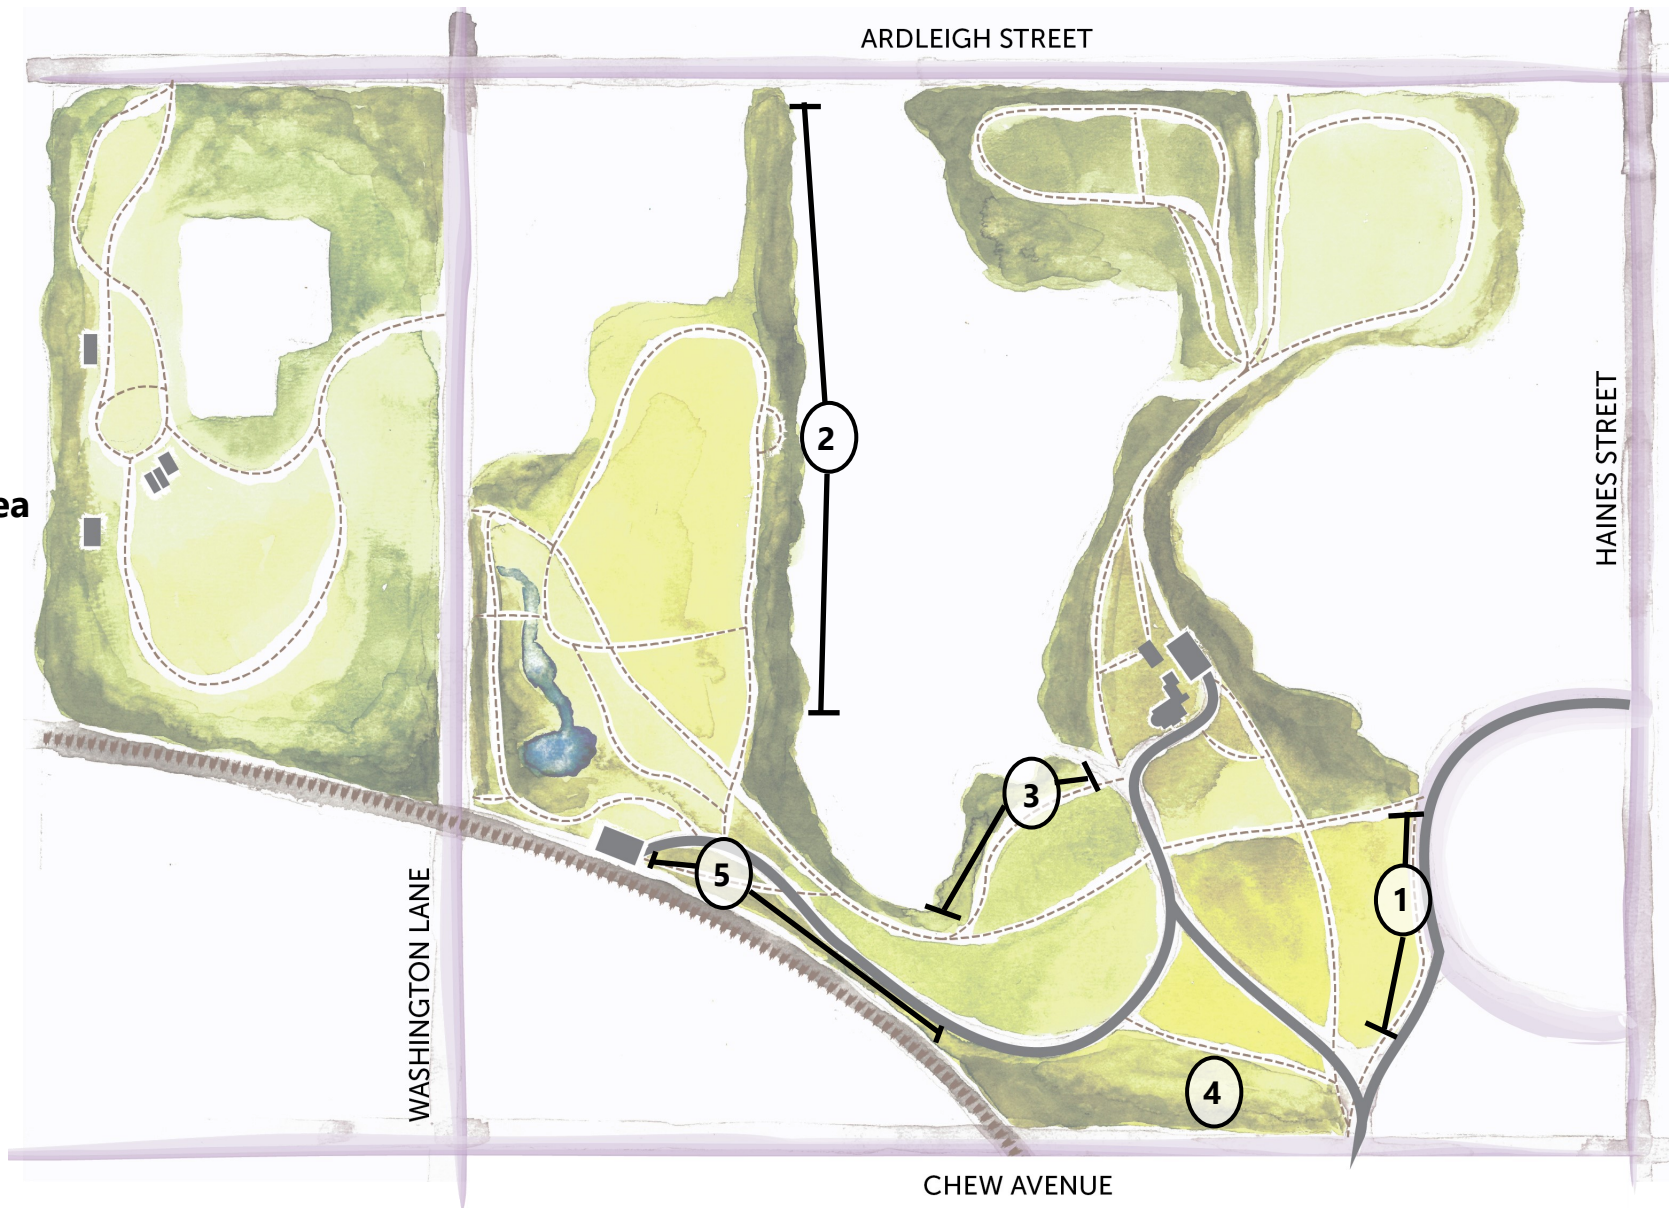 ARDLEIGH STREET
HAINES STREET
2
ea
3
5
1
WASHINGTON LANE
4
CHEW AVENUE